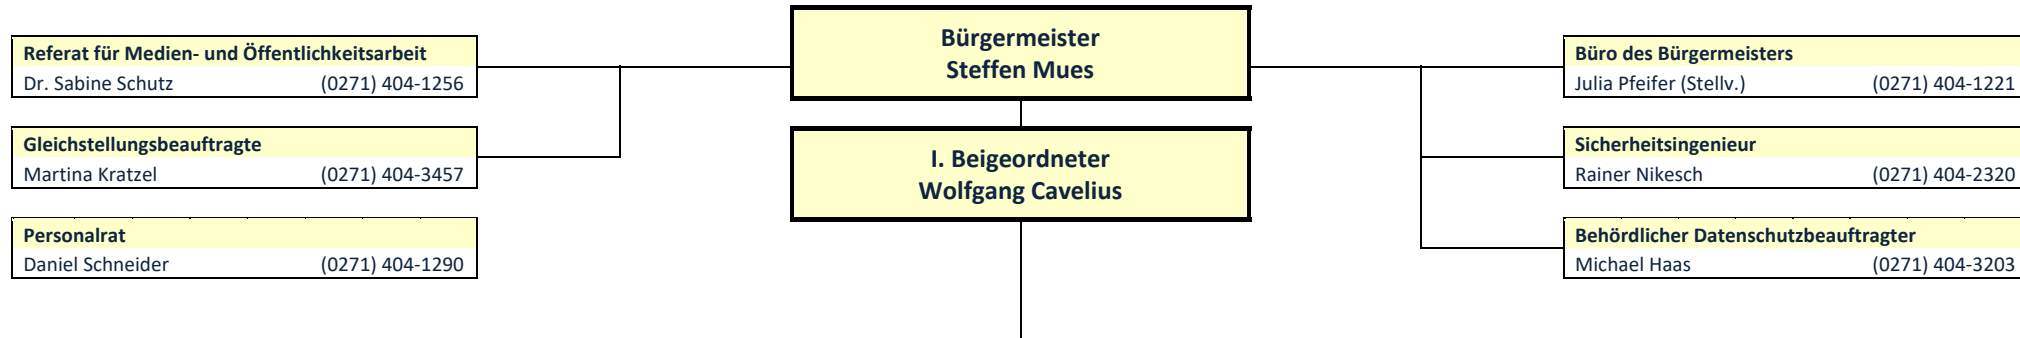 Referat für Medien- und Öffentlichkeitsarbeit
Dr. Sabine Schutz (0271) 404-1256
Gleichstellungsbeauftragte
Martina Kratzel (0271) 404-3457
Personalrat
Daniel Schneider (0271) 404-1290
Bürgermeister
Steffen Mues
I. Beigeordneter
Wolfgang Cavelius
Büro des Bürgermeisters
Julia Pfeifer (Stellv.) (0271) 404-1221
Sicherheitsingenieur
Rainer Nikesch (0271) 404-2320
Behördlicher Datenschutzbeauftragter
Michael Haas (0271) 404-3203